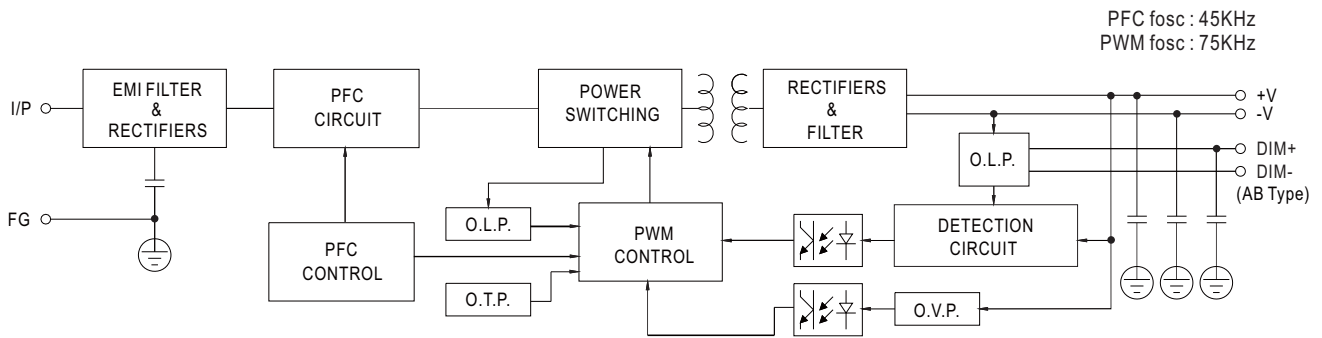 PFC fosc : 45KHz
PWM fosc : 75KHz
I/P
EMI FILTER
&
RECTIFIERS
PFC
CIRCUIT
POWER
SWITCHING
RECTIFIERS
&
FILTER
+V
-V
O.L.P.
DIM+
DIM-
(AB Type)
FG
O.L.P.
PFC
CONTROL
PWM
CONTROL
DETECTION
CIRCUIT
O.T.P.
O.V.P.